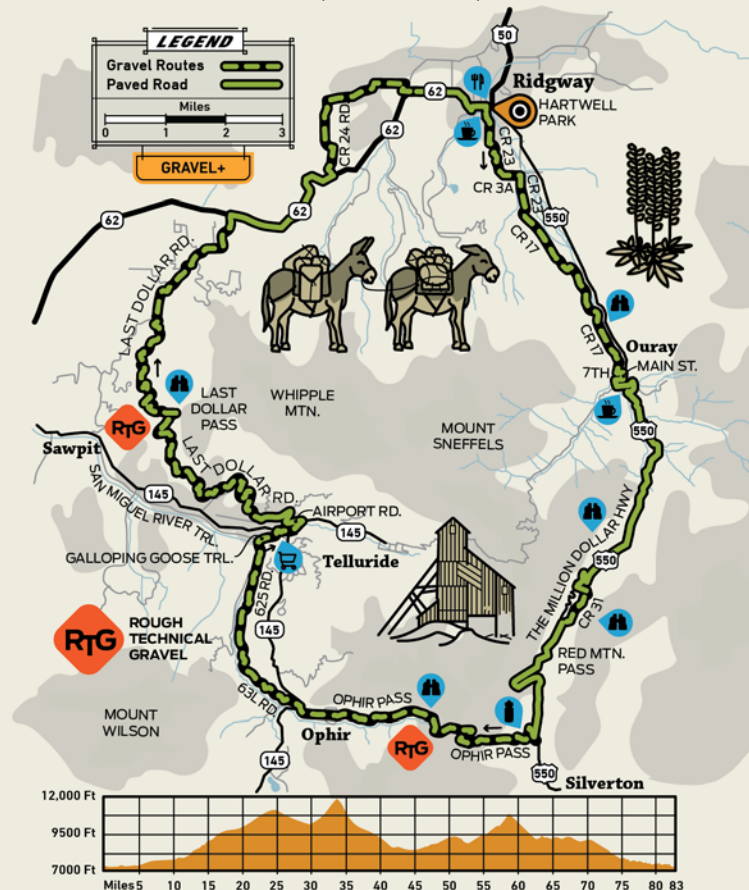 50
LEGEND
Gravel Routes
Paved Road
Miles
0 1 2 3
GRAVEL+
62
Ridgway
HARTWELL
PARK
62
CR 24 RD.
CR 23
CR 3A
CR 23
62
62
550
CR 17
LAST DOLLAR RD.
CR 17
Ouray
7TH
MAIN ST.
LAST
DOLLAR
PASS
WHIPPLE
MTN.
MOUNT
SNEFFELS
550
RTG
Sawpit
LAST DOLLAR RD.
145
SAN MIGUEL RIVER TRL.
AIRPORT RD.
145
GALLOPING GOOSE TRL.
Telluride
THE MILLION DOLLAR HWY
550
625 RD.
CR 31
RTG
ROUGH
TECHNICAL
GRAVEL
145
RED MTN.
PASS
63L RD.
OPHIR PASS
MOUNT
WILSON
Ophir
RTG
OPHIR PASS
145
550
Silverton
12,000 Ft
9500 Ft
7000 Ft
Miles 5 10 15 20 25 30 35 40 45 50 55 60 65 70 75 80 83